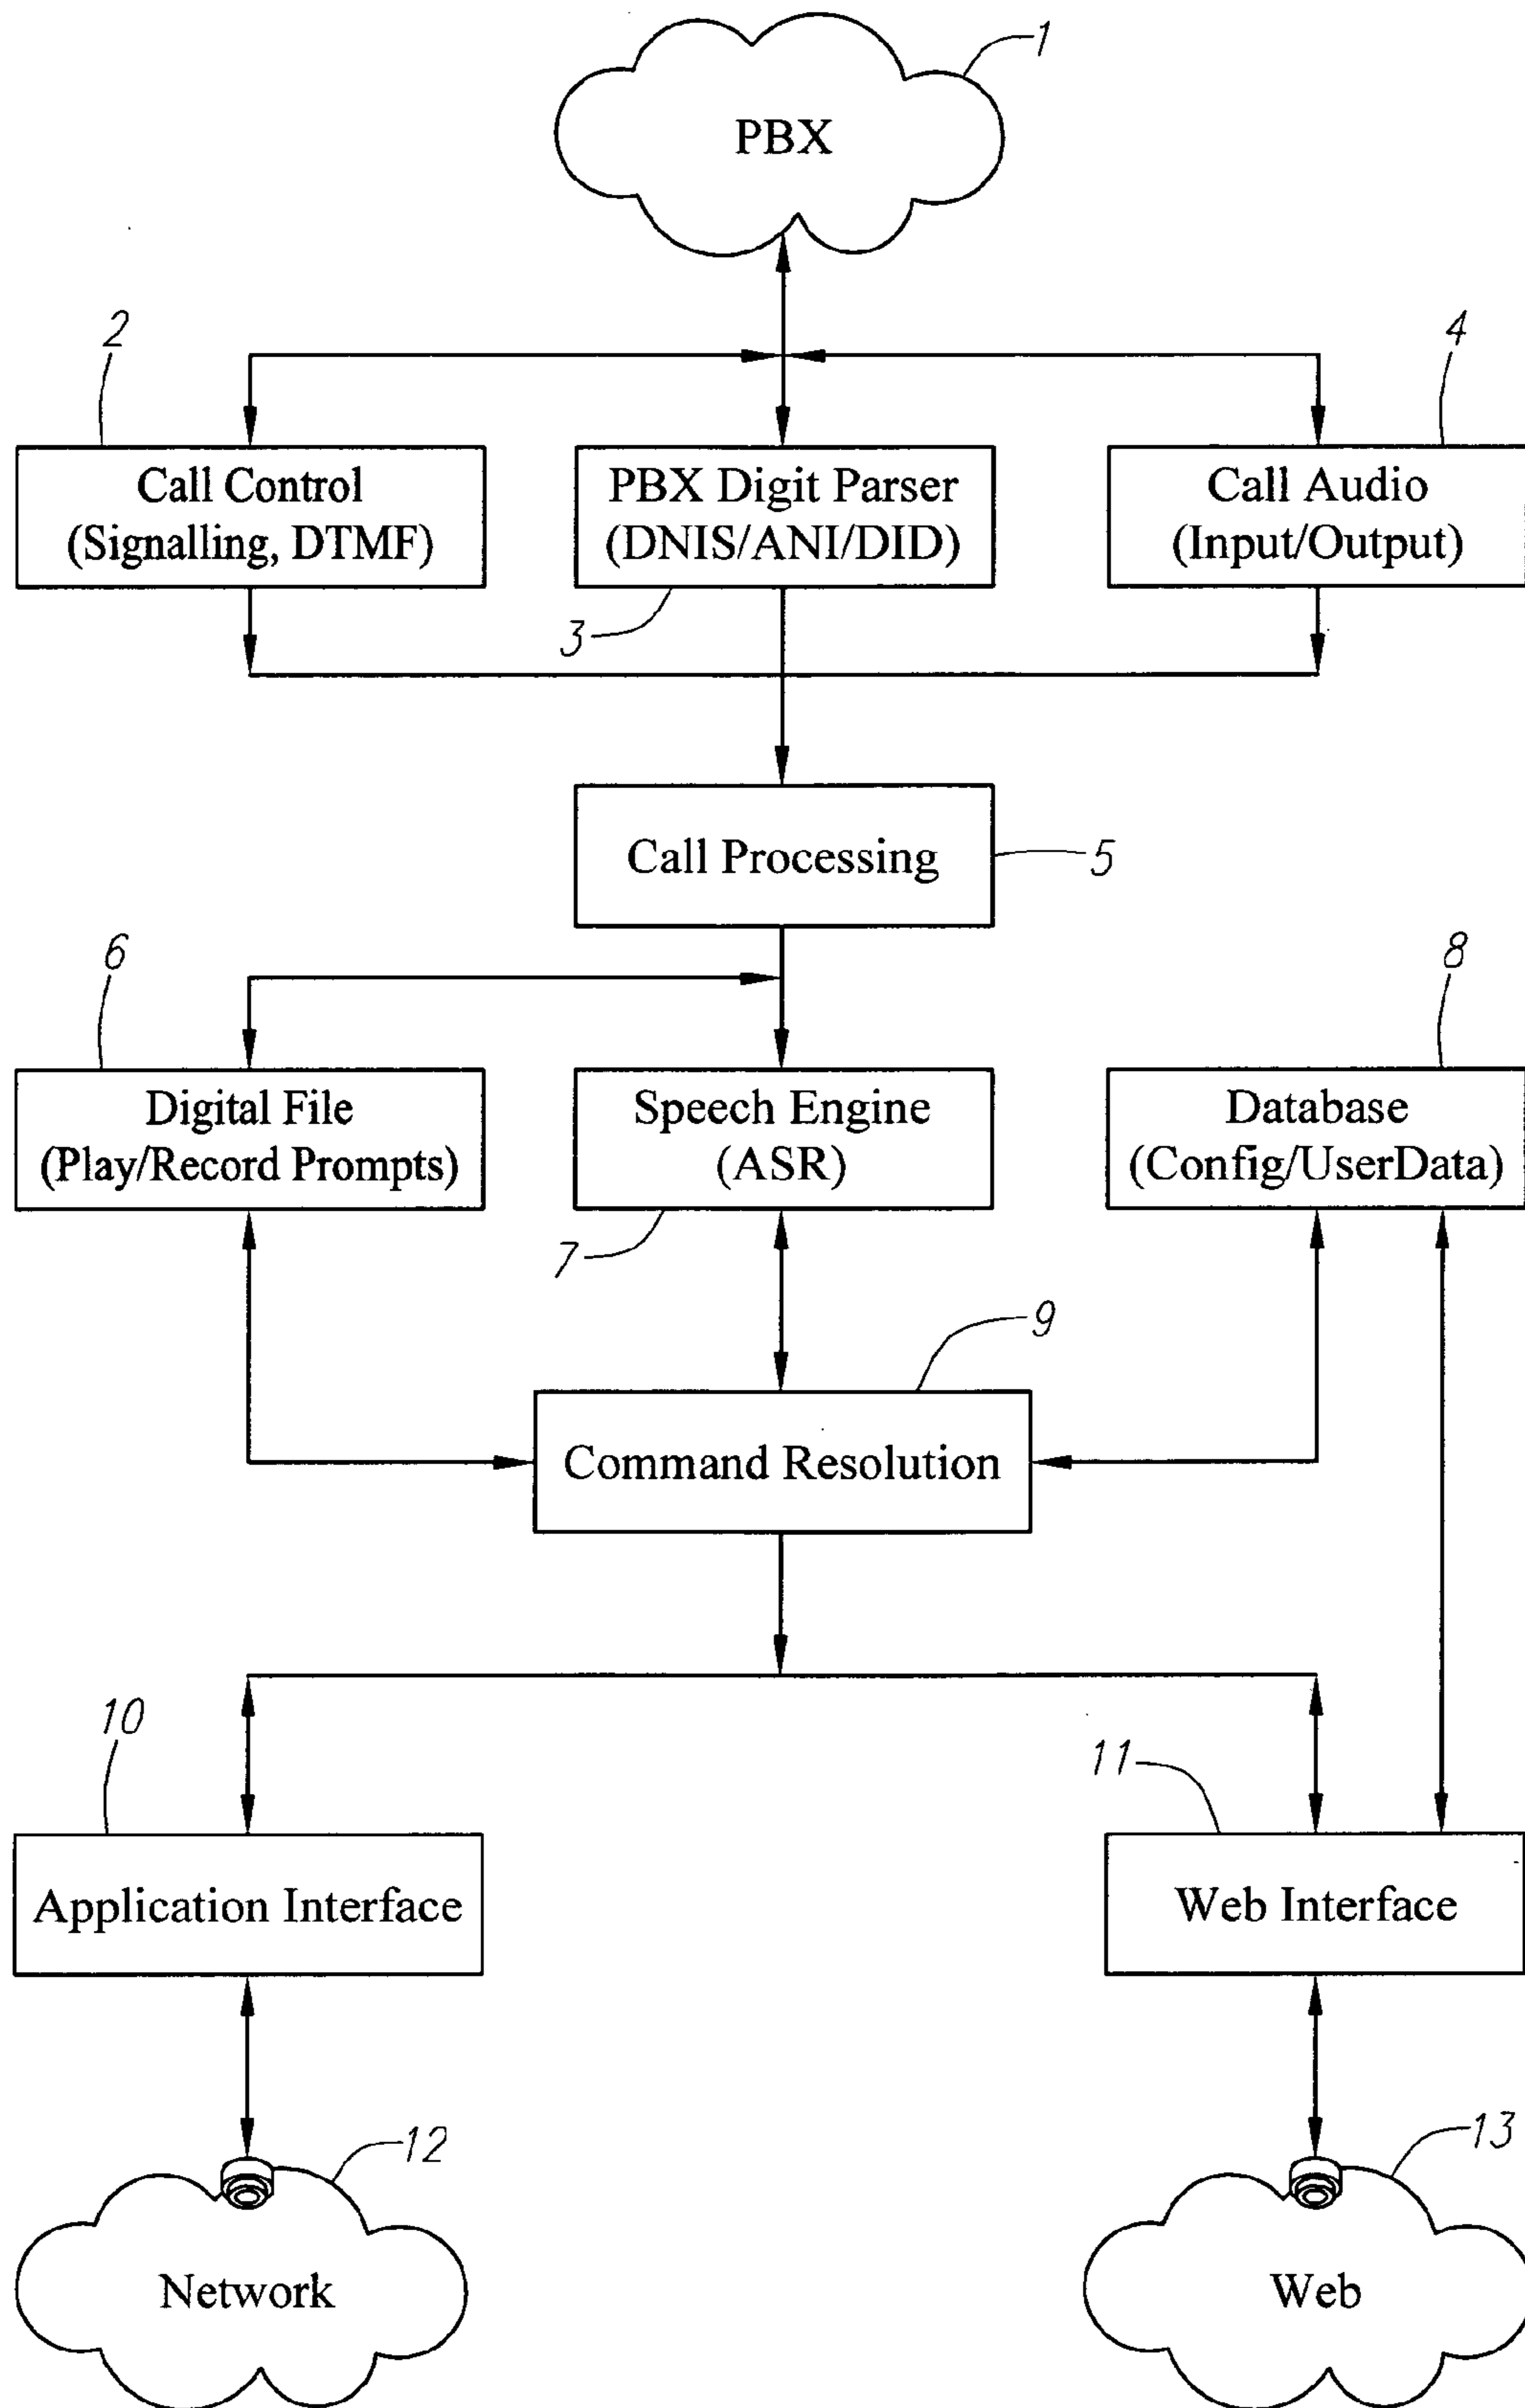 1
PBX
2
4
Call Control
(Signalling, DTMF)
PBX Digit Parser
(DNIS/ANI/DID)
Call Audio
(Input/Output)
3
Call Processing
5
6
8
Digital File
(Play/Record Prompts)
Speech Engine
(ASR)
Database
(Config/UserData)
7
9
Command Resolution
10
11
Application Interface
Web Interface
12
13
Network
Web